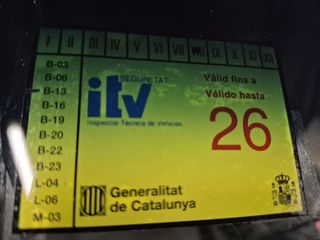 I II III IV V VI VII VIII IX X XI XII
B-03
B-06
B-13
B-16
B-19
B-20
B-22
B-23
L-04
L-06
M-03
SEGURETAT
itv
Inspecció Tècnica de Vehicles
Vàlid fins a
Válido hasta
26
Generalitat
de Catalunya